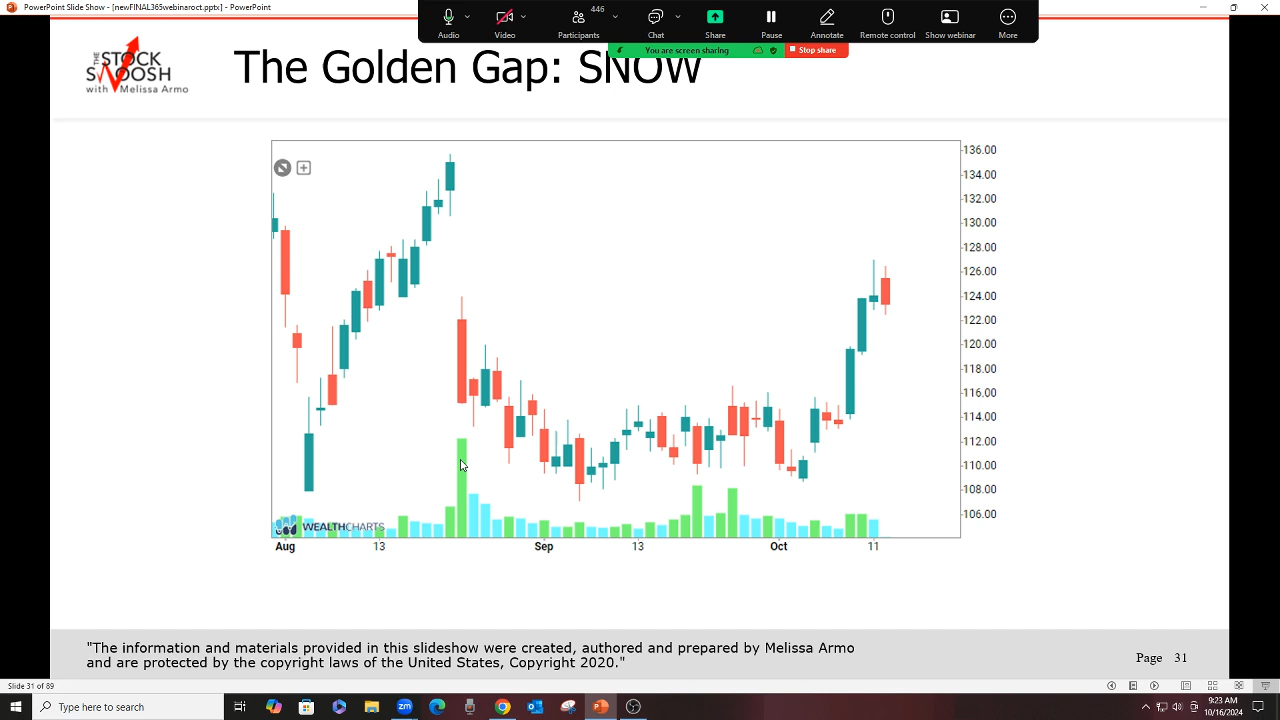 PowerPoint Slide Show - [newFINAL365webinaroct.pptx] - PowerPoint
446
Audio
Video
Participants
Chat
Share
Pause
Annotate
Remote control
Show webinar
More
You are screen sharing
Stop share
THE STOCK
SWOOSH
with Melissa Armo
The Golden Gap: SNOW
136.00
134.00
132.00
130.00
128.00
126.00
124.00
122.00
120.00
118.00
116.00
114.00
112.00
110.00
108.00
106.00
WEALTHCHARTS
Aug 13 Sep 13 Oct 11
"The information and materials provided in this slideshow were created, authored and prepared by Melissa Armo
and are protected by the copyright laws of the United States, Copyright 2020."
Page 31
Slide 31 of 89
Type here to search
9:23 AM
10/16/2024